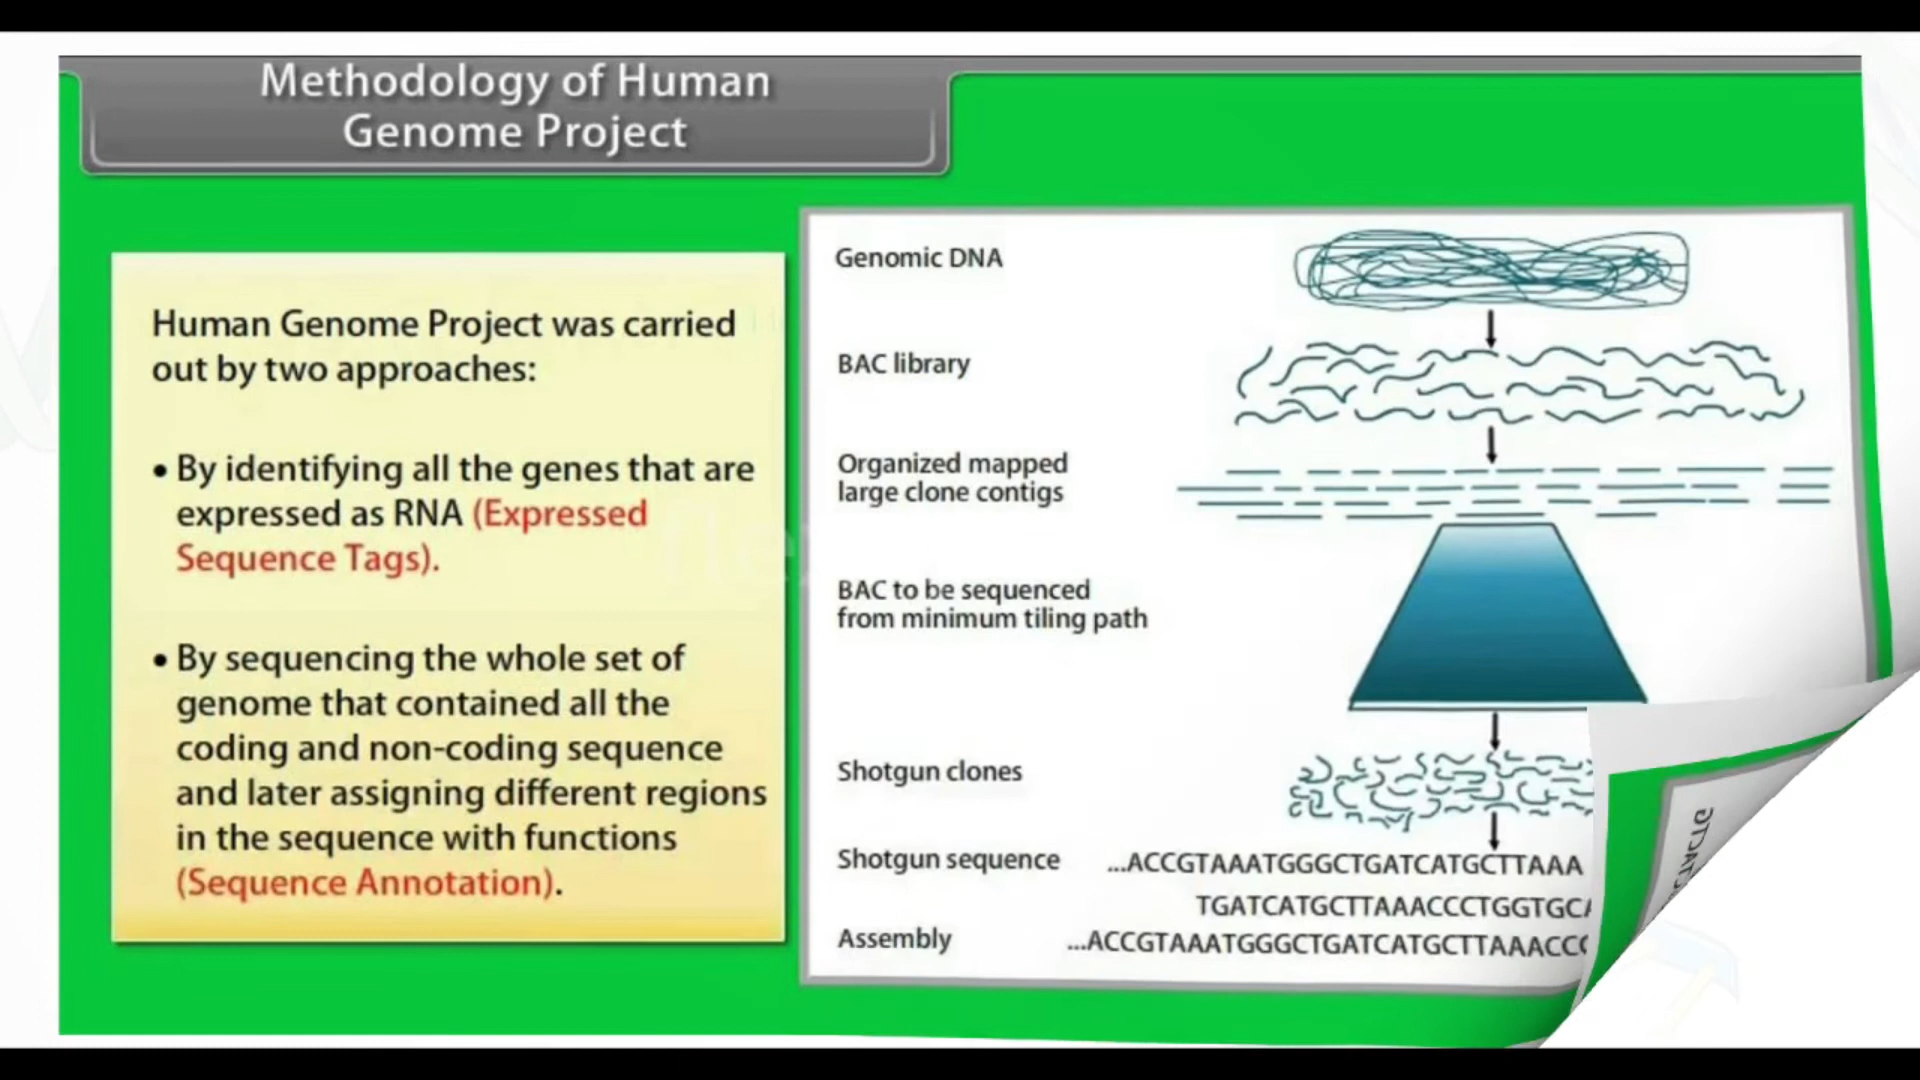 Methodology of Human
Genome Project
Human Genome Project was carried
out by two approaches:
• By identifying all the genes that are
expressed as RNA (Expressed
Sequence Tags).
• By sequencing the whole set of
genome that contained all the
coding and non-coding sequence
and later assigning different regions
in the sequence with functions
(Sequence Annotation).
Genomic DNA
BAC library
Organized mapped
large clone contigs
BAC to be sequenced
from minimum tiling path
Shotgun clones
Shotgun sequence ...ACCGTAAATGGGCTGATCATGCTTAAA
TGATCATGCTTAAACCCTGGTGCA
Assembly ...ACCGTAAATGGGCTGATCATGCTTAAACCC